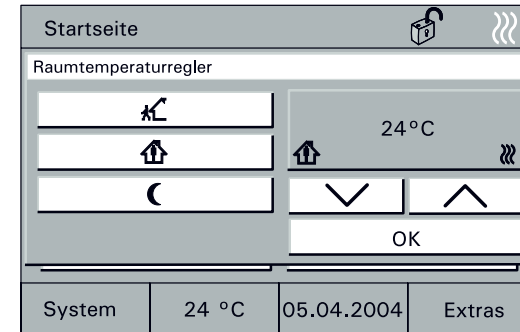 Startseite
Raumtemperaturregler
24°C
OK
System 24 °C 05.04.2004 Extras